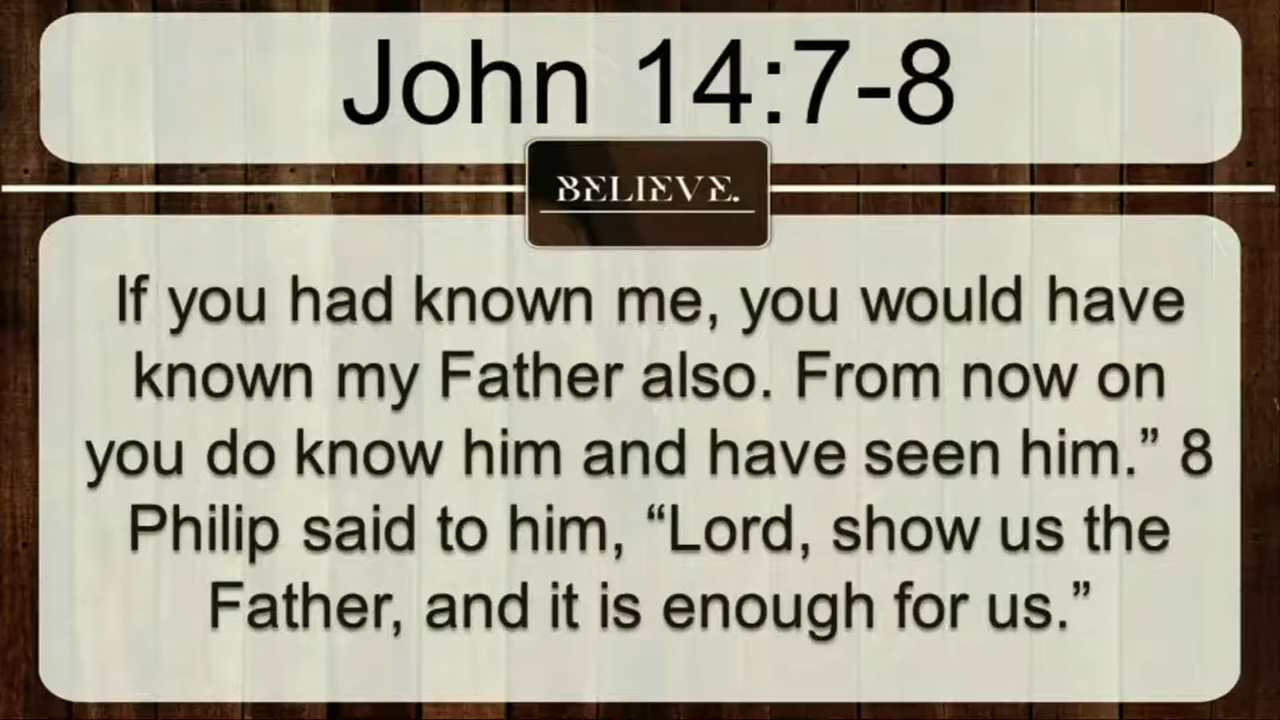 John 14:7-8
BELIEVE.
If you had known me, you would have
known my Father also. From now on
you do know him and have seen him.” 8
Philip said to him, “Lord, show us the
Father, and it is enough for us.”